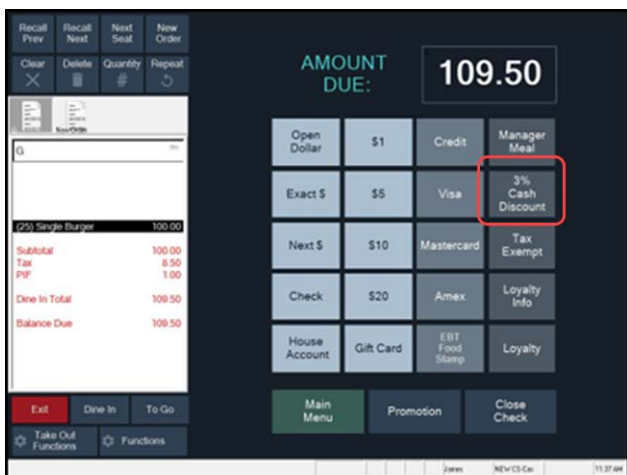 Recall Prev
Recall Next
Next Seat
New Order
Clear
Delete
Quantity
Repeat
AMOUNT DUE:
109.50
G
(25) Single Burger 100.00
Subtotal 100.00
Tax 8.50
PIF 1.00
Dine In Total 109.50
Balance Due 109.50
Open Dollar
$1
Credit
Manager Meal
Exact $
$5
Visa
3% Cash Discount
Next $
$10
Mastercard
Tax Exempt
Check
$20
Amex
Loyalty Info
House Account
Gift Card
EBT Food Stamp
Loyalty
Exit
Dine In
To Go
Take Out Functions
Functions
Main Menu
Promotion
Close Check
Jones
11:37 AM